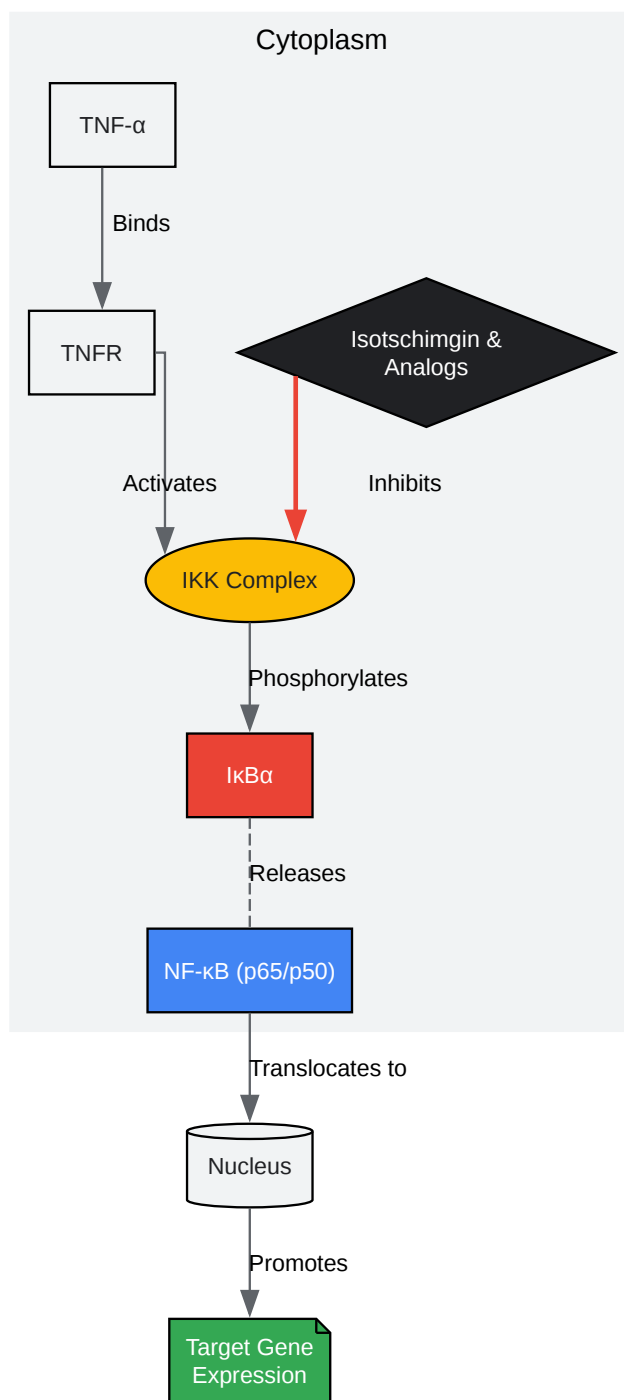 Cytoplasm
TNF-α
Binds
TNFR
Isotschimgin &
Analogs
Activates
Inhibits
IKK Complex
Phosphorylates
IκBα
Releases
NF-κB (p65/p50)
Translocates to
Nucleus
Promotes
Target Gene
Expression